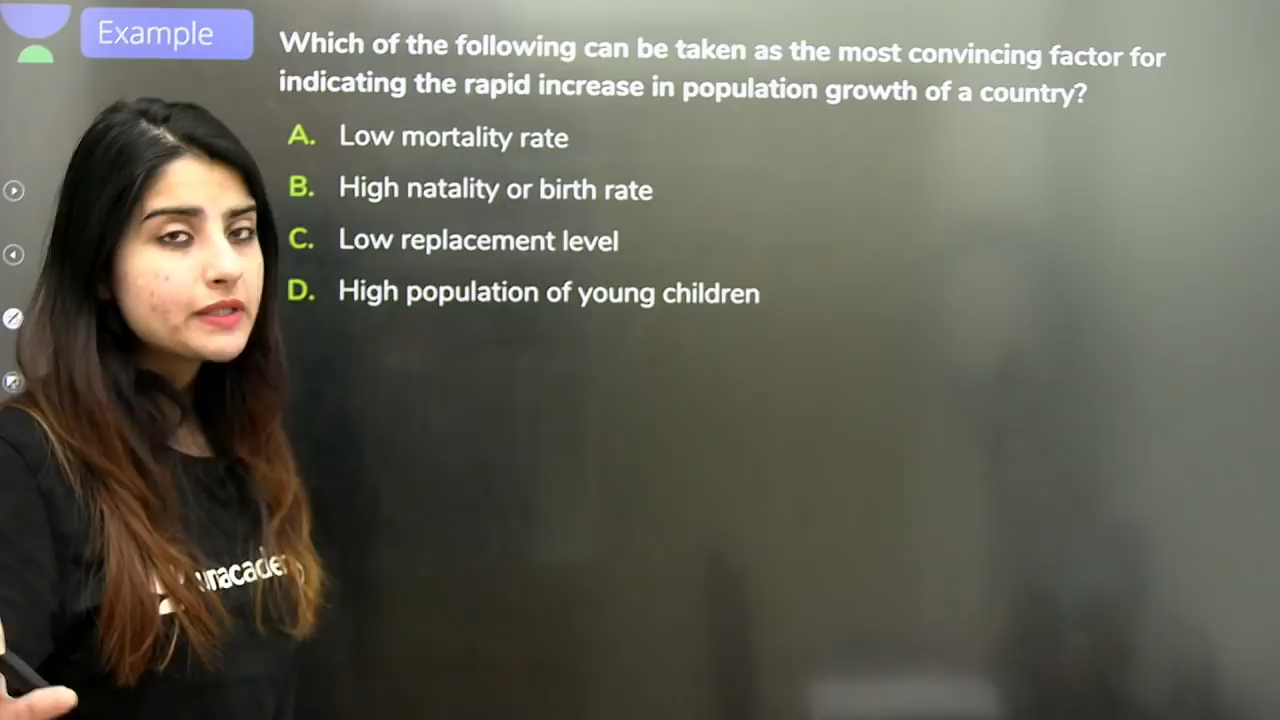 Example
Which of the following can be taken as the most convincing factor for
indicating the rapid increase in population growth of a country?
A. Low mortality rate
B. High natality or birth rate
C. Low replacement level
D. High population of young children
unacademy